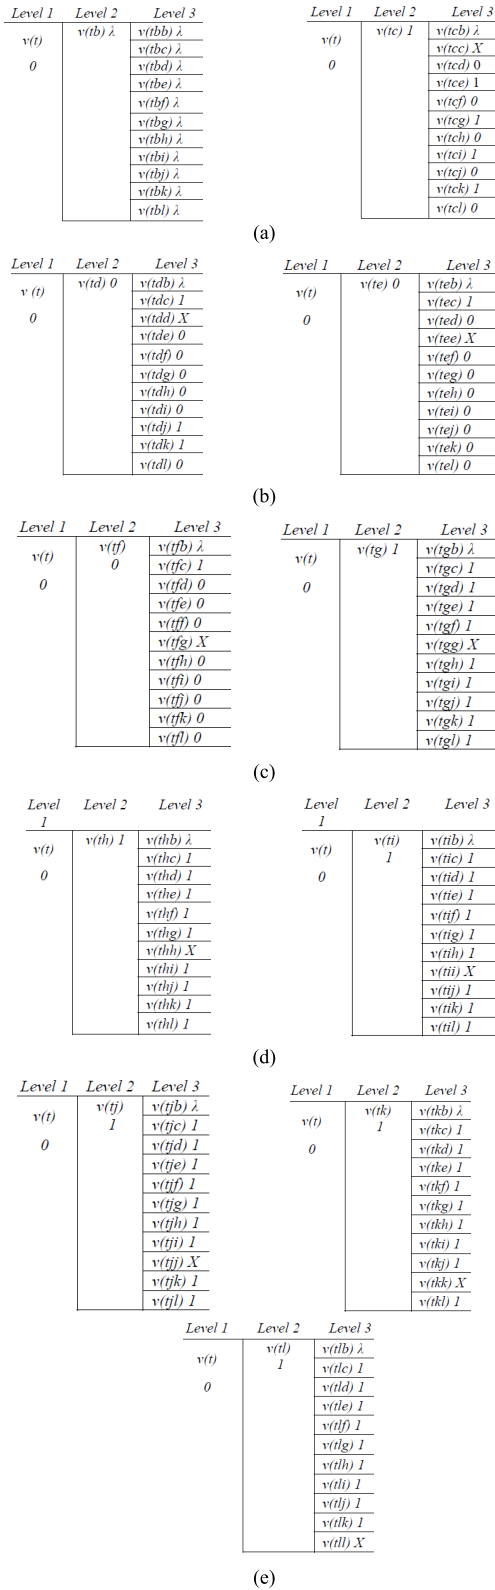 Level 1 Level 2 Level 3
v(t) v(tb) λ v(tbb) λ
0 v(tbc) λ
v(tbd) λ
v(tbe) λ
v(tbf) λ
v(tbg) λ
v(tbh) λ
v(tbi) λ
v(tbj) λ
v(tbk) λ
v(tbl) λ
Level 1 Level 2 Level 3
v(t) v(tc) 1 v(tcb) λ
0 v(tcc) X
v(tcd) 0
v(tce) 1
v(tcf) 0
v(tcg) 1
v(tch) 0
v(tci) 1
v(tcj) 0
v(tck) 1
v(tcl) 0
(a)
Level 1 Level 2 Level 3
v (t) v(td) 0 v(tdb) λ
0 v(tdc) 1
v(tdd) X
v(tde) 0
v(tdf) 0
v(tdg) 0
v(tdh) 0
v(tdi) 0
v(tdj) 1
v(tdk) 1
v(tdl) 0
Level 1 Level 2 Level 3
v(t) v(te) 0 v(teb) λ
0 v(tec) 1
v(ted) 0
v(tee) X
v(tef) 0
v(teg) 0
v(teh) 0
v(tei) 0
v(tej) 0
v(tek) 0
v(tel) 0
(b)
Level 1 Level 2 Level 3
v(t) v(tf) v(tfb) λ
0 0 v(tfc) 1
v(tfd) 0
v(tfe) 0
v(tff) 0
v(tfg) X
v(tfh) 0
v(tfi) 0
v(tfj) 0
v(tfk) 0
v(tfl) 0
Level 1 Level 2 Level 3
v(t) v(tg) 1 v(tgb) λ
0 v(tgc) 1
v(tgd) 1
v(tge) 1
v(tgf) 1
v(tgg) X
v(tgh) 1
v(tgi) 1
v(tgj) 1
v(tgk) 1
v(tgl) 1
(c)
Level Level 2 Level 3
1
v(t) v(th) 1 v(thb) λ
0 v(thc) 1
v(thd) 1
v(the) 1
v(thf) 1
v(thg) 1
v(thh) X
v(thi) 1
v(thj) 1
v(thk) 1
v(thl) 1
Level Level 2 Level 3
1
v(t) v(ti) v(tib) λ
0 1 v(tic) 1
v(tid) 1
v(tie) 1
v(tif) 1
v(tig) 1
v(tih) 1
v(tii) X
v(tij) 1
v(tik) 1
v(til) 1
(d)
Level 1 Level 2 Level 3
v(t) v(tj) v(tjb) λ
0 1 v(tjc) 1
v(tjd) 1
v(tje) 1
v(tjf) 1
v(tjg) 1
v(tjh) 1
v(tji) 1
v(tjj) X
v(tjk) 1
v(tjl) 1
Level 1 Level 2 Level 3
v(t) v(tk) v(tkb) λ
0 1 v(tkc) 1
v(tkd) 1
v(tke) 1
v(tkf) 1
v(tkg) 1
v(tkh) 1
v(tki) 1
v(tkj) 1
v(tkk) X
v(tkl) 1
Level 1 Level 2 Level 3
v(t) v(tl) v(tlb) λ
0 1 v(tlc) 1
v(tld) 1
v(tle) 1
v(tlf) 1
v(tlg) 1
v(tlh) 1
v(tli) 1
v(tlj) 1
v(tlk) 1
v(tll) X
(e)